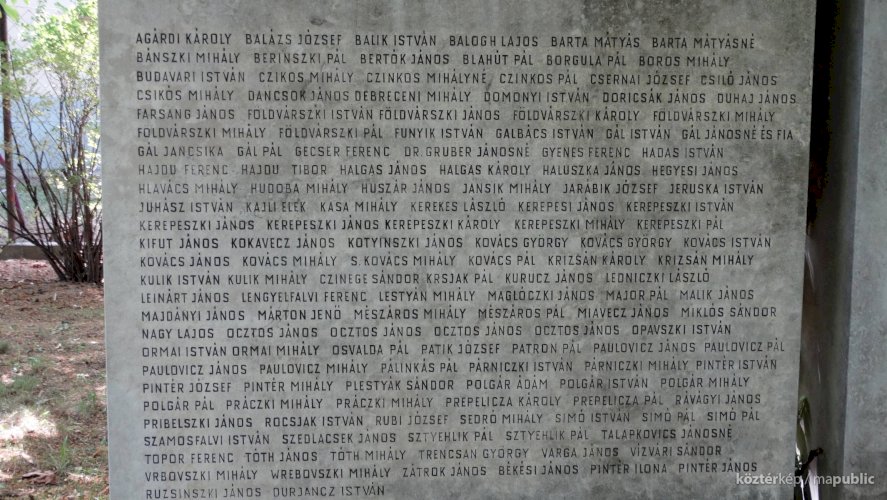 AGÁRDI KÁROLY BALÁZS JÓZSEF BALIK ISTVÁN BALOGH LAJOS BARTA MÁTYÁS BARTA MÁTYÁSNÉ
BÁNSZKI MIHÁLY BERINSZKI PÁL BERTÓK JÁNOS BLAHÚT PÁL BORGULA PÁL BOROS MIHÁLY
BUDAVÁRI ISTVÁN CZIKOS MIHÁLY CZINKOS MIHÁLYNÉ CZINKOS PÁL CSERNAI JÓZSEF CSILÓ JÁNOS
CSIKÓS MIHÁLY DANCSOK JÁNOS DEBRECENI MIHÁLY DOMONYI ISTVÁN DORICSÁK JÁNOS DUHAJ JÁNOS
FARSANG JÁNOS FÖLDVÁRSZKI ISTVÁN FÖLDVÁRSZKI JÁNOS FÖLDVÁRSZKI KÁROLY FÖLDVÁRSZKI MIHÁLY
FÖLDVÁRSZKI MIHÁLY FÖLDVÁRSZKI PÁL FUNYIK ISTVÁN GALBÁCS ISTVÁN GÁL ISTVÁN GÁL JÁNOSNÉ ÉS FIA
GÁL JANCSIKA GÁL PÁL GECSER FERENC DR. GRUBER JÁNOSNÉ GYENES FERENC HADAS ISTVÁN
HAJDU FERENC HAJDU TIBOR HALGAS JÁNOS HALGAS KÁROLY HALUSZKA JÁNOS HEGYESI JÁNOS
HLAVÁCS MIHÁLY HUDOBA MIHÁLY HUSZÁR JÁNOS JANSIK MIHÁLY JARÁBIK JÓZSEF JERUSKA ISTVÁN
JUHÁSZ ISTVÁN KAJLI ELEK KASA MIHÁLY KEREKES LÁSZLÓ KEREPESI JÁNOS KEREPESZKI ISTVÁN
KEREPESZKI JÁNOS KEREPESZKI JÁNOS KEREPESZKI KÁROLY KEREPESZKI MIHÁLY KEREPESZKI PÁL
KIFUT JÁNOS KOKAVECZ JÁNOS KOTYINSZKI JÁNOS KOVÁCS GYÖRGY KOVÁCS GYÖRGY KOVÁCS ISTVÁN
KOVÁCS JÁNOS KOVÁCS MIHÁLY S. KOVÁCS MIHÁLY KOVÁCS PÁL KRIZSÁN KÁROLY KRIZSÁN MIHÁLY
KULIK ISTVÁN KULIK MIHÁLY CZINEGE SÁNDOR KRSJAK PÁL KURUCZ JÁNOS LEDNICZKI LÁSZLÓ
LEINÁRT JÁNOS LENGYELFALVI FERENC LESTYÁN MIHÁLY MAGLÓCZKI JÁNOS MAJOR PÁL MALIK JÁNOS
MAJDÁNYI JÁNOS MÁRTON JENŐ MÉSZÁROS MIHÁLY MÉSZÁROS PÁL MIAVECZ JÁNOS MIKLÓS SÁNDOR
NAGY LAJOS OCZTOS JÁNOS OCZTOS JÁNOS OCZTOS JÁNOS OCZTOS JÁNOS OPAVSZKI ISTVÁN
ORMAI ISTVÁN ORMAI MIHÁLY OSVALDA PÁL PATIK JÓZSEF PATRON PÁL PAULOVICZ JÁNOS PAULOVICZ PÁL
PAULOVICZ JÁNOS PAULOVICZ MIHÁLY PÁLINKÁS PÁL PÁRNICZKI ISTVÁN PÁRNICZKI MIHÁLY PINTÉR ISTVÁN
PINTÉR JÓZSEF PINTÉR MIHÁLY PLESTYÁK SÁNDOR POLGÁR ÁDÁM POLGÁR ISTVÁN POLGÁR MIHÁLY
POLGÁR PÁL PRÁCZKI MIHÁLY PRÁCZKI MIHÁLY PREPELICZA KÁROLY PREPELICZA PÁL RÁVÁGYI JÁNOS
PRIBELSZKI JÁNOS ROCSJAK ISTVÁN RUBI JÓZSEF SEDRÓ MIHÁLY SIMÓ ISTVÁN SIMÓ PÁL SIMÓ PÁL
SZAMOSFALVI ISTVÁN SZEDLACSEK JÁNOS SZTYEHLIK PÁL SZTYEHLIK PÁL TALAPKOVICS JÁNOSNÉ
TOPOR FERENC TÓTH JÁNOS TÓTH MIHÁLY TRENCSÁN GYÖRGY VARGA JÁNOS VÍZVÁRI SÁNDOR
VRBOVSZKI MIHÁLY WREBOVSZKI MIHÁLY ZÁTROK JÁNOS BÉKÉSI JÁNOS PINTÉR ILONA PINTÉR JÁNOS
RUZSINSZKI JÁNOS DURJANCZ ISTVÁN
köztérkép / mapublic